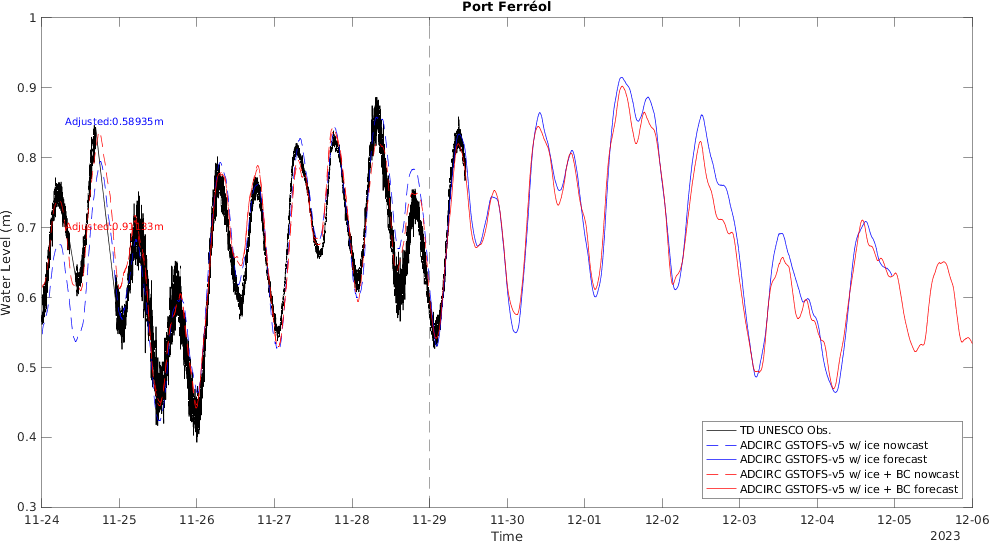 Port Ferréol
1
0.9
0.8
0.7
0.6
0.5
0.4
0.3
Water Level (m)
Adjusted:0.58935m
11-24
11-25
11-26
11-27
11-28
11-29
11-30
12-01
12-02
12-03
12-04
12-05
12-06
Time
2023
TD UNESCO Obs.
ADCIRC GSTOFS-v5 w/ ice nowcast
ADCIRC GSTOFS-v5 w/ ice forecast
ADCIRC GSTOFS-v5 w/ ice + BC nowcast
ADCIRC GSTOFS-v5 w/ ice + BC forecast